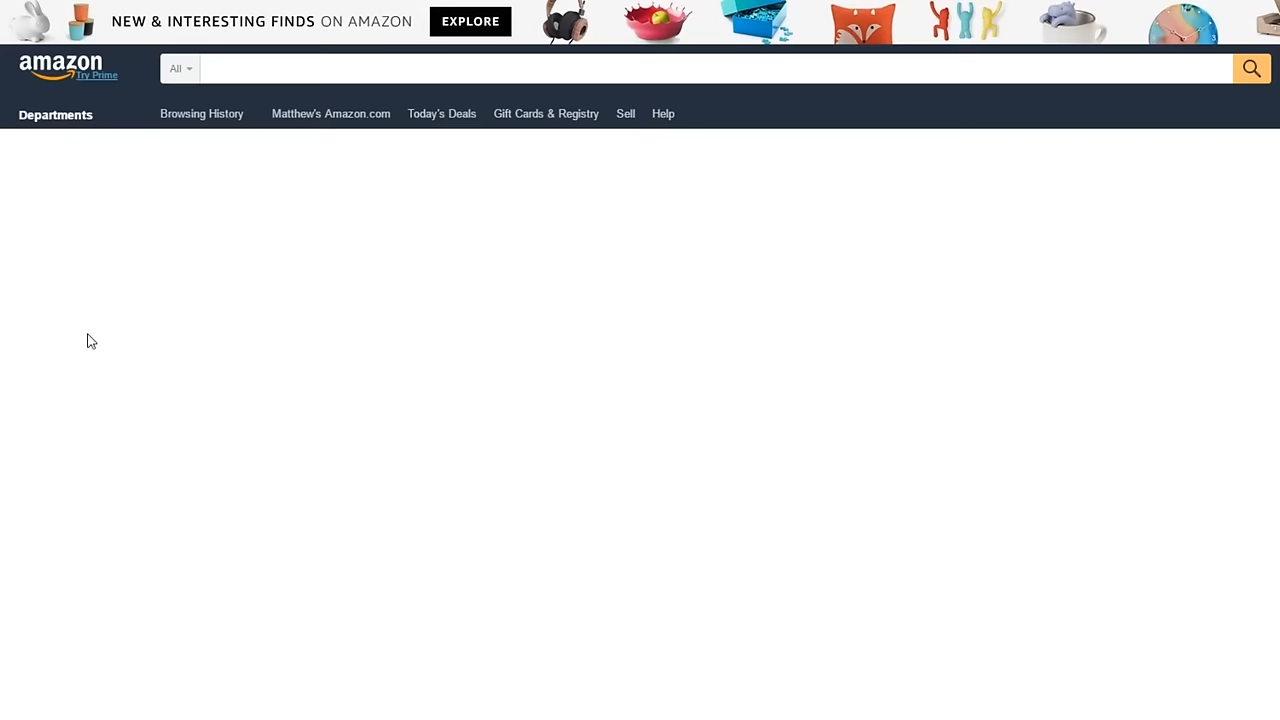 NEW & INTERESTING FINDS ON AMAZON EXPLORE
amazon
Try Prime
All
Departments Browsing History Matthew's Amazon.com Today's Deals Gift Cards & Registry Sell Help